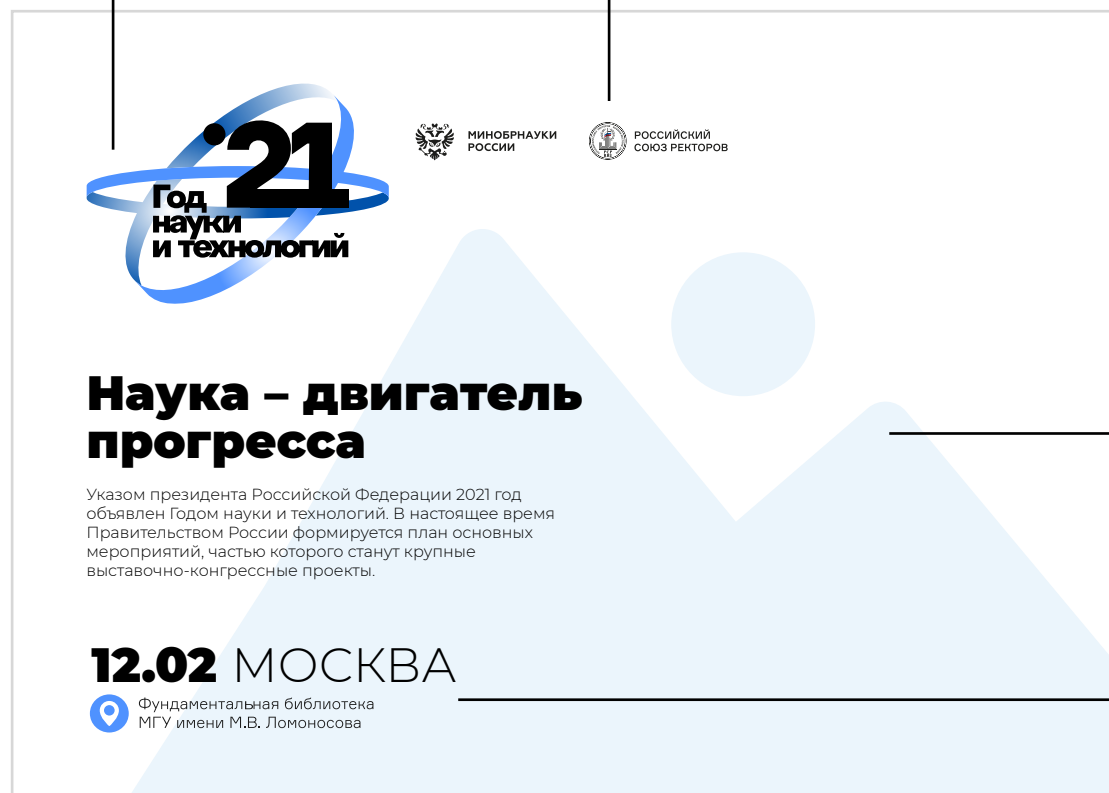 '21
Год
науки
и технологий
МИНОБРНАУКИ
РОССИИ
РОССИЙСКИЙ
СОЮЗ РЕКТОРОВ
Наука – двигатель
прогресса
Указом президента Российской Федерации 2021 год
объявлен Годом науки и технологий. В настоящее время
Правительством России формируется план основных
мероприятий, частью которого станут крупные
выставочно-конгрессные проекты.
12.02 МОСКВА
Фундаментальная библиотека
МГУ имени М.В. Ломоносова